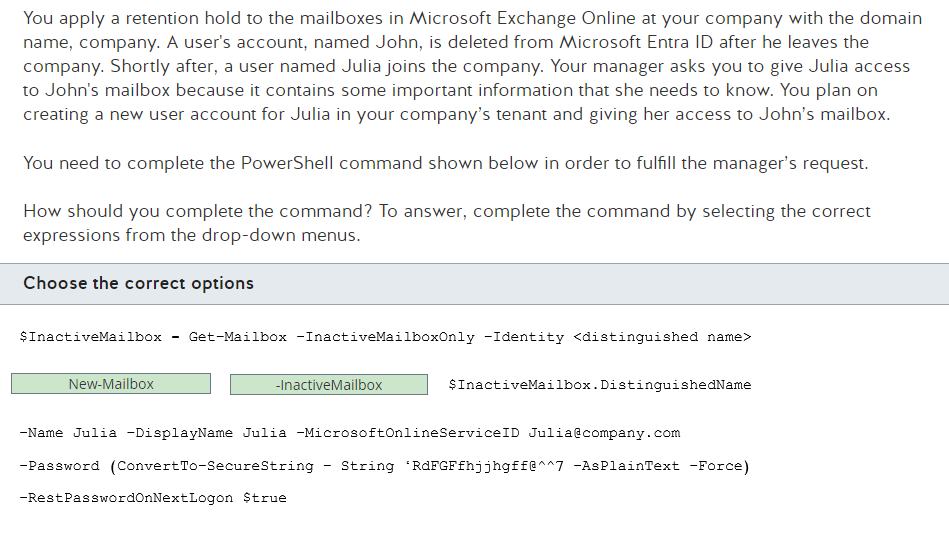 You apply a retention hold to the mailboxes in Microsoft Exchange Online at your company with the domain
name, company. A user's account, named John, is deleted from Microsoft Entra ID after he leaves the
company. Shortly after, a user named Julia joins the company. Your manager asks you to give Julia access
to John's mailbox because it contains some important information that she needs to know. You plan on
creating a new user account for Julia in your company’s tenant and giving her access to John’s mailbox.
You need to complete the PowerShell command shown below in order to fulfill the manager’s request.
How should you complete the command? To answer, complete the command by selecting the correct
expressions from the drop-down menus.
Choose the correct options
$InactiveMailbox - Get-Mailbox -InactiveMailboxOnly -Identity <distinguished name>
New-Mailbox -InactiveMailbox $InactiveMailbox.DistinguishedName
-Name Julia -DisplayName Julia -MicrosoftOnlineServiceID Julia@company.com
-Password (ConvertTo-SecureString - String ‘RdFGFfhjjhgff@^^7 -AsPlainText -Force)
-RestPasswordOnNextLogon $true